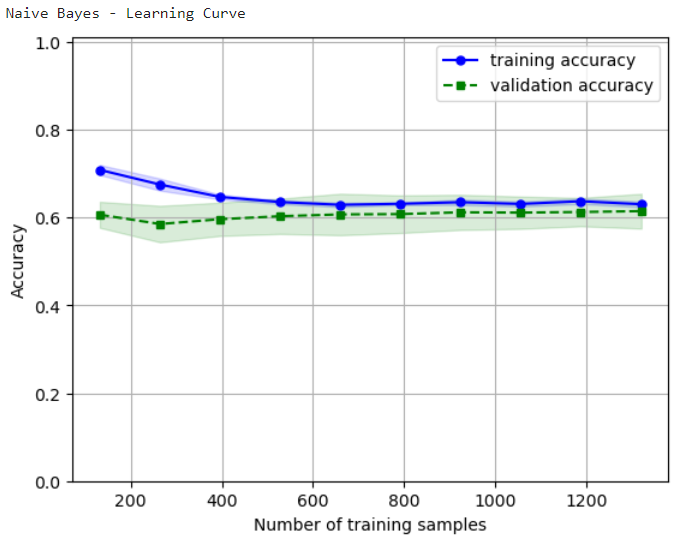 Naive Bayes - Learning Curve
1.0
0.8
0.6
0.4
0.2
0.0
Accuracy
training accuracy
validation accuracy
200 400 600 800 1000 1200
Number of training samples